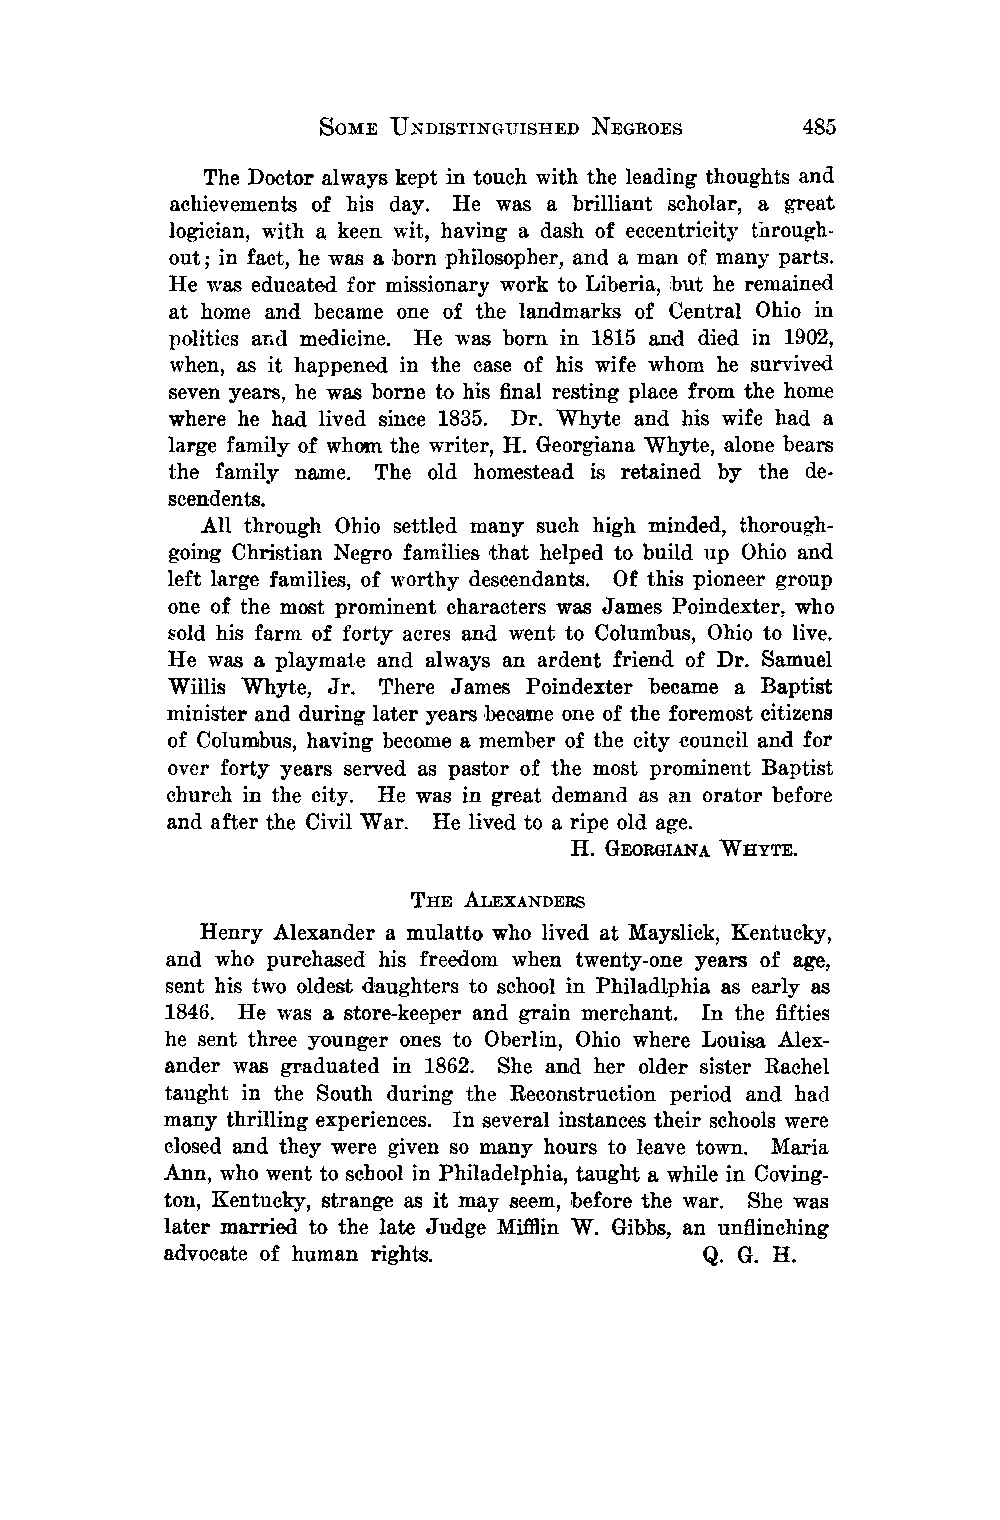 SOME UNDISTINGUISHED NEGROES 485
The Doctor always kept in touch with the leading thoughts and
achievements of his day. He was a brilliant scholar, a great
logician, with a keen wit, having a dash of eccentricity through-
out; in fact, he was a born philosopher, and a man of many parts.
He was educated for missionary work to Liberia, but he remained
at home and became one of the landmarks of Central Ohio in
politics and medicine. He was born in 1815 and died in 1902,
when, as it happened in the case of his wife whom he survived
seven years, he was borne to his final resting place from the home
where he had lived since 1835. Dr. Whyte and his wife had a
large family of whom the writer, H. Georgiana Whyte, alone bears
the family name. The old homestead is retained by the de-
scendents.
All through Ohio settled many such high minded, thorough-
going Christian Negro families that helped to build up Ohio and
left large families, of worthy descendants. Of this pioneer group
one of the most prominent characters was James Poindexter, who
sold his farm of forty acres and went to Columbus, Ohio to live.
He was a playmate and always an ardent friend of Dr. Samuel
Willis Whyte, Jr. There James Poindexter became a Baptist
minister and during later years became one of the foremost citizens
of Columbus, having become a member of the city council and for
over forty years served as pastor of the most prominent Baptist
church in the city. He was in great demand as an orator before
and after the Civil War. He lived to a ripe old age.
H. GEORGIANA WHYTE.
THE ALEXANDERS
Henry Alexander a mulatto who lived at Mayslick, Kentucky,
and who purchased his freedom when twenty-one years of age,
sent his two oldest daughters to school in Philadlphia as early as
1846. He was a store-keeper and grain merchant. In the fifties
he sent three younger ones to Oberlin, Ohio where Louisa Alex-
ander was graduated in 1862. She and her older sister Rachel
taught in the South during the Reconstruction period and had
many thrilling experiences. In several instances their schools were
closed and they were given so many hours to leave town. Maria
Ann, who went to school in Philadelphia, taught a while in Coving-
ton, Kentucky, strange as it may seem, before the war. She was
later married to the late Judge Mifflin W. Gibbs, an unflinching
advocate of human rights. Q. G. H.